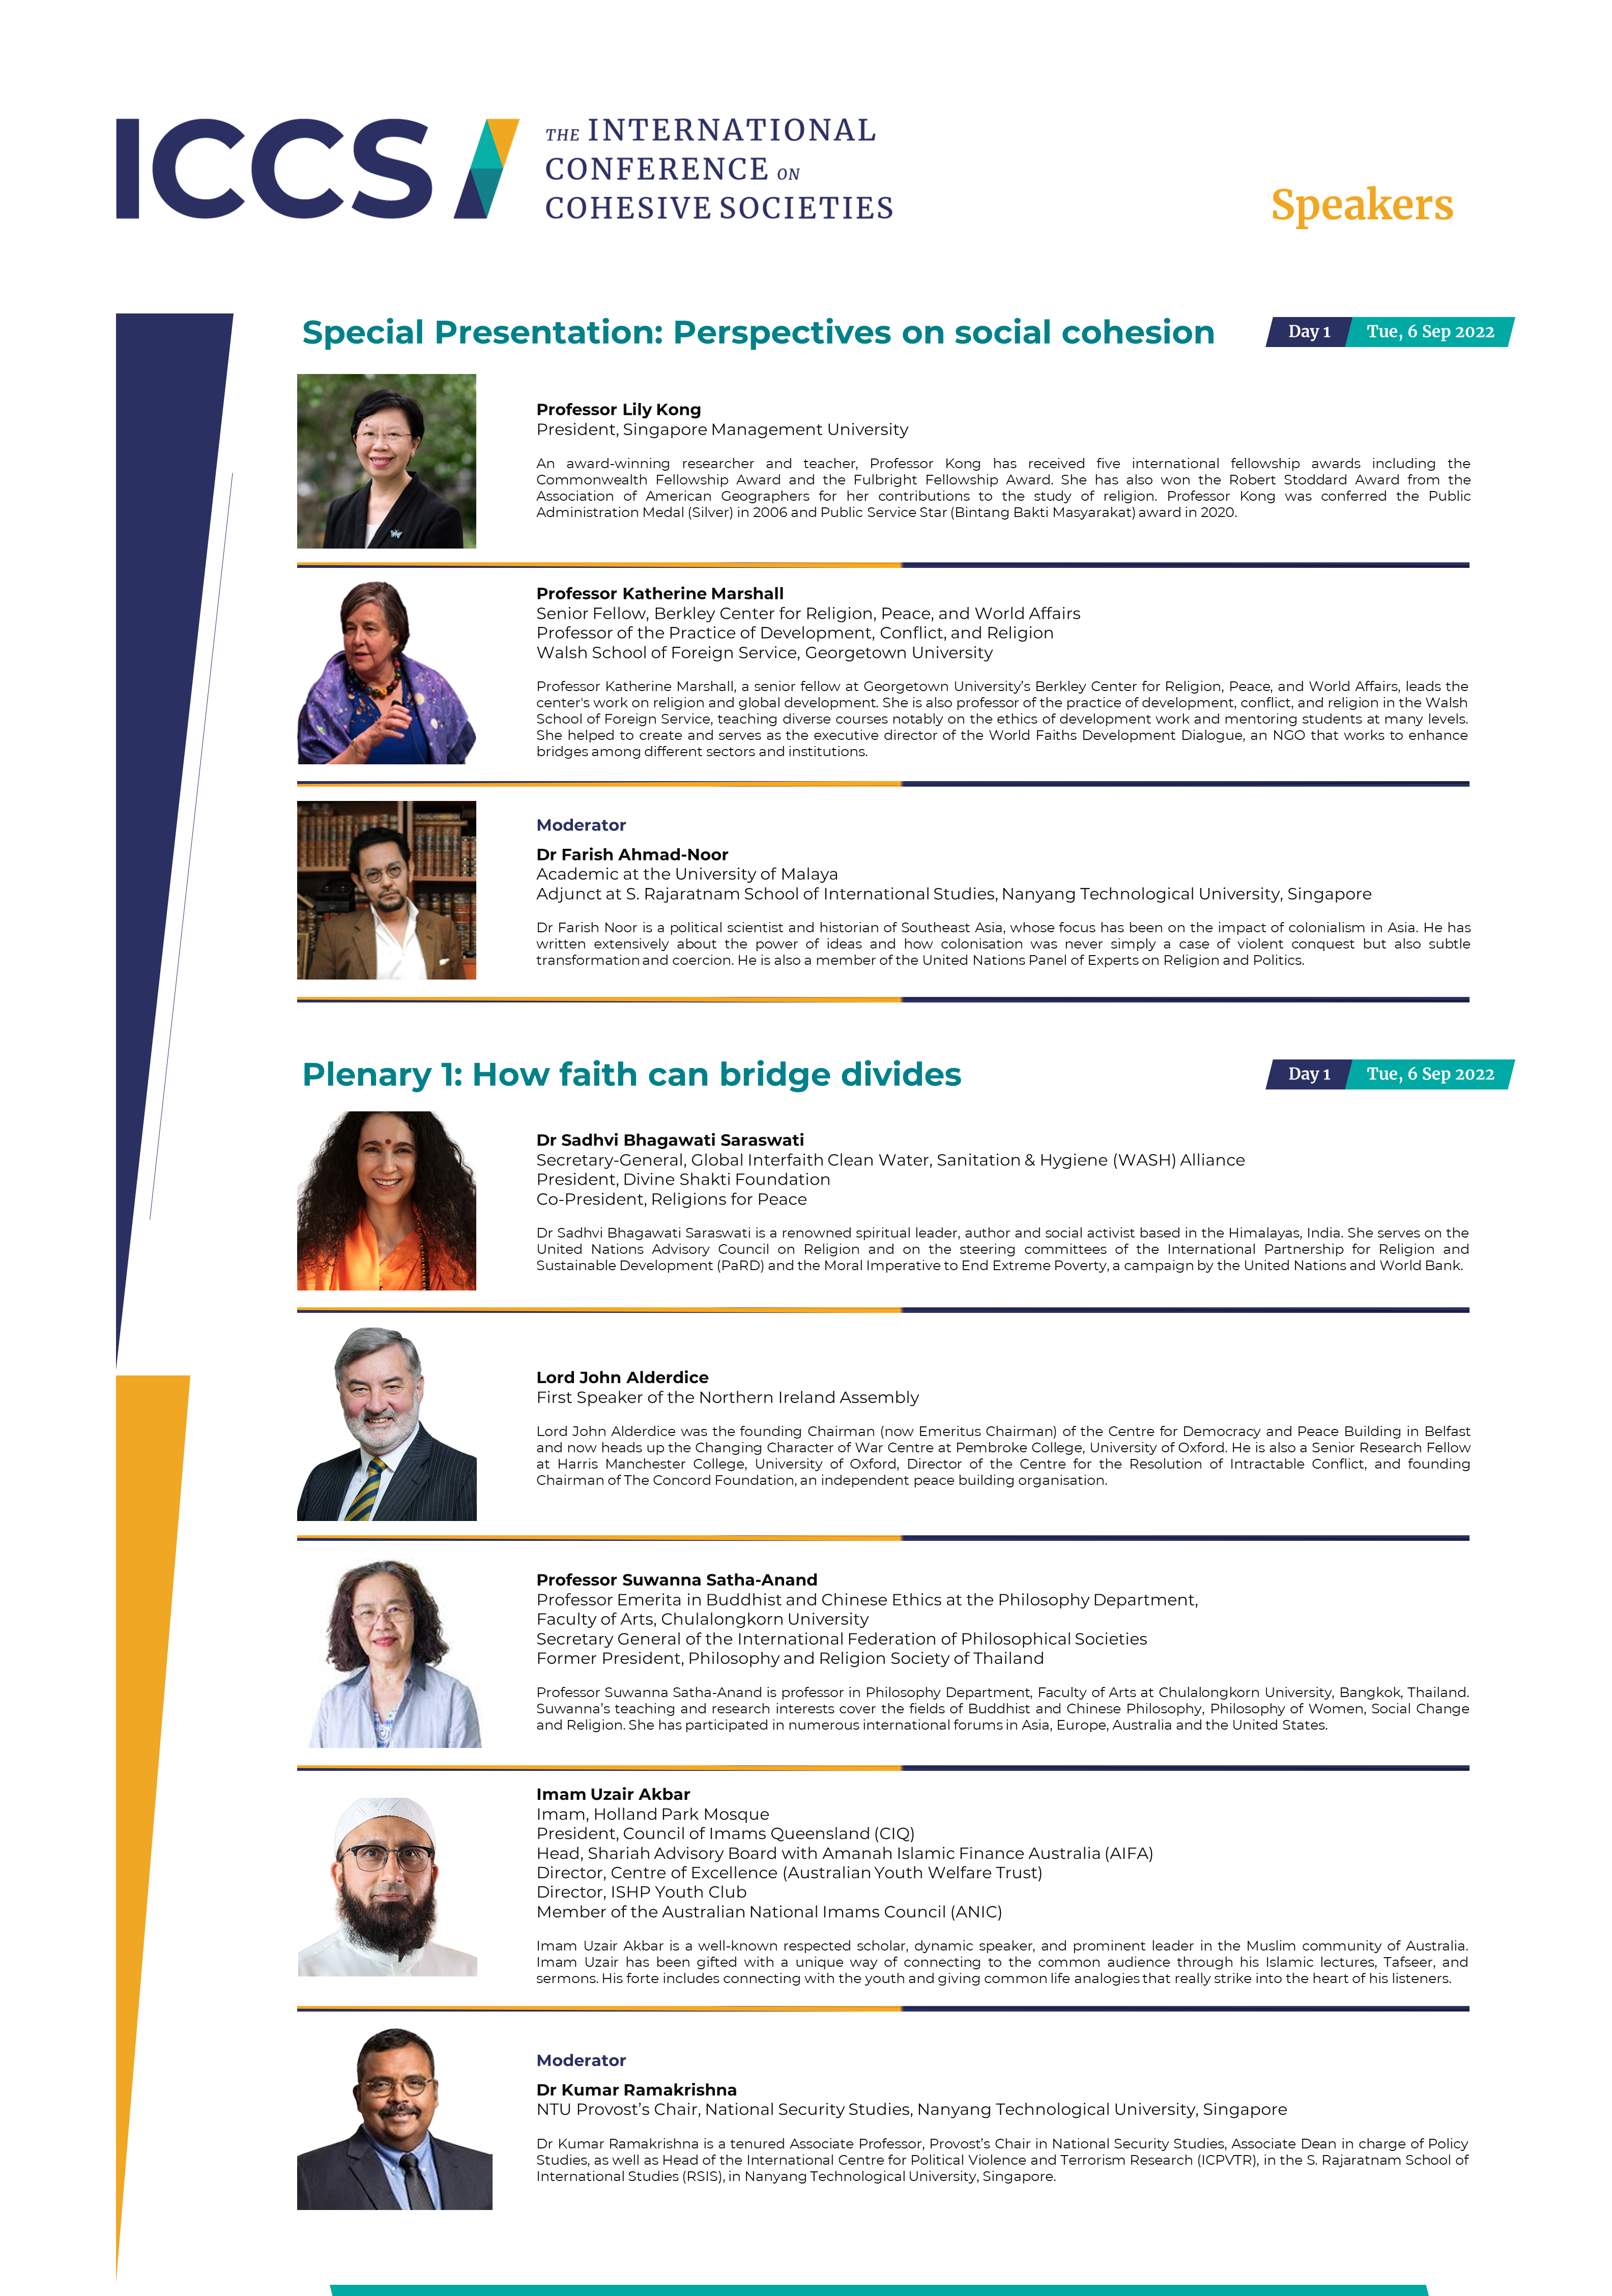 ICCS
THE INTERNATIONAL
CONFERENCE ON
COHESIVE SOCIETIES
Speakers
Special Presentation: Perspectives on social cohesion
Day 1 Tue, 6 Sep 2022
Professor Lily Kong
President, Singapore Management University
An award-winning researcher and teacher, Professor Kong has received five international fellowship awards including the
Commonwealth Fellowship Award and the Fulbright Fellowship Award. She has also won the Robert Stoddard Award from the
Association of American Geographers for her contributions to the study of religion. Professor Kong was conferred the Public
Administration Medal (Silver) in 2006 and Public Service Star (Bintang Bakti Masyarakat) award in 2020.
Professor Katherine Marshall
Senior Fellow, Berkley Center for Religion, Peace, and World Affairs
Professor of the Practice of Development, Conflict, and Religion
Walsh School of Foreign Service, Georgetown University
Professor Katherine Marshall, a senior fellow at Georgetown University’s Berkley Center for Religion, Peace, and World Affairs, leads the
center's work on religion and global development. She is also professor of the practice of development, conflict, and religion in the Walsh
School of Foreign Service, teaching diverse courses notably on the ethics of development work and mentoring students at many levels.
She helped to create and serves as the executive director of the World Faiths Development Dialogue, an NGO that works to enhance
bridges among different sectors and institutions.
Moderator
Dr Farish Ahmad-Noor
Academic at the University of Malaya
Adjunct at S. Rajaratnam School of International Studies, Nanyang Technological University, Singapore
Dr Farish Noor is a political scientist and historian of Southeast Asia, whose focus has been on the impact of colonialism in Asia. He has
written extensively about the power of ideas and how colonisation was never simply a case of violent conquest but also subtle
transformation and coercion. He is also a member of the United Nations Panel of Experts on Religion and Politics.
Plenary 1: How faith can bridge divides
Day 1 Tue, 6 Sep 2022
Dr Sadhvi Bhagawati Saraswati
Secretary-General, Global Interfaith Clean Water, Sanitation & Hygiene (WASH) Alliance
President, Divine Shakti Foundation
Co-President, Religions for Peace
Dr Sadhvi Bhagawati Saraswati is a renowned spiritual leader, author and social activist based in the Himalayas, India. She serves on the
United Nations Advisory Council on Religion and on the steering committees of the International Partnership for Religion and
Sustainable Development (PaRD) and the Moral Imperative to End Extreme Poverty, a campaign by the United Nations and World Bank.
Lord John Alderdice
First Speaker of the Northern Ireland Assembly
Lord John Alderdice was the founding Chairman (now Emeritus Chairman) of the Centre for Democracy and Peace Building in Belfast
and now heads up the Changing Character of War Centre at Pembroke College, University of Oxford. He is also a Senior Research Fellow
at Harris Manchester College, University of Oxford, Director of the Centre for the Resolution of Intractable Conflict, and founding
Chairman of The Concord Foundation, an independent peace building organisation.
Professor Suwanna Satha-Anand
Professor Emerita in Buddhist and Chinese Ethics at the Philosophy Department,
Faculty of Arts, Chulalongkorn University
Secretary General of the International Federation of Philosophical Societies
Former President, Philosophy and Religion Society of Thailand
Professor Suwanna Satha-Anand is professor in Philosophy Department, Faculty of Arts at Chulalongkorn University, Bangkok, Thailand.
Suwanna’s teaching and research interests cover the fields of Buddhist and Chinese Philosophy, Philosophy of Women, Social Change
and Religion. She has participated in numerous international forums in Asia, Europe, Australia and the United States.
Imam Uzair Akbar
Imam, Holland Park Mosque
President, Council of Imams Queensland (CIQ)
Head, Shariah Advisory Board with Amanah Islamic Finance Australia (AIFA)
Director, Centre of Excellence (Australian Youth Welfare Trust)
Director, ISHP Youth Club
Member of the Australian National Imams Council (ANIC)
Imam Uzair Akbar is a well-known respected scholar, dynamic speaker, and prominent leader in the Muslim community of Australia.
Imam Uzair has been gifted with a unique way of connecting to the common audience through his Islamic lectures, Tafseer, and
sermons. His forte includes connecting with the youth and giving common life analogies that really strike into the heart of his listeners.
Moderator
Dr Kumar Ramakrishna
NTU Provost’s Chair, National Security Studies, Nanyang Technological University, Singapore
Dr Kumar Ramakrishna is a tenured Associate Professor, Provost’s Chair in National Security Studies, Associate Dean in charge of Policy
Studies, as well as Head of the International Centre for Political Violence and Terrorism Research (ICPVTR), in the S. Rajaratnam School of
International Studies (RSIS), in Nanyang Technological University, Singapore.